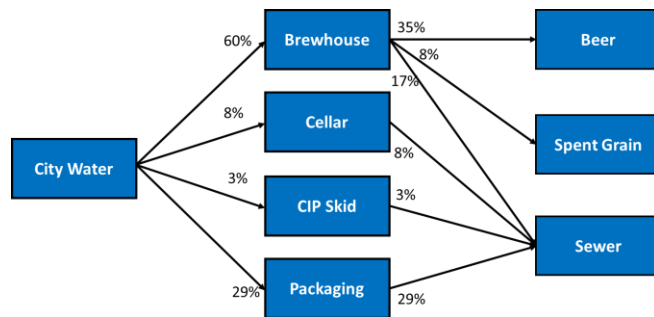 Brewhouse
35%
Beer
60%
8%
17%
Cellar
8%
Spent Grain
City Water
8%
3%
CIP Skid
3%
Sewer
29%
Packaging
29%